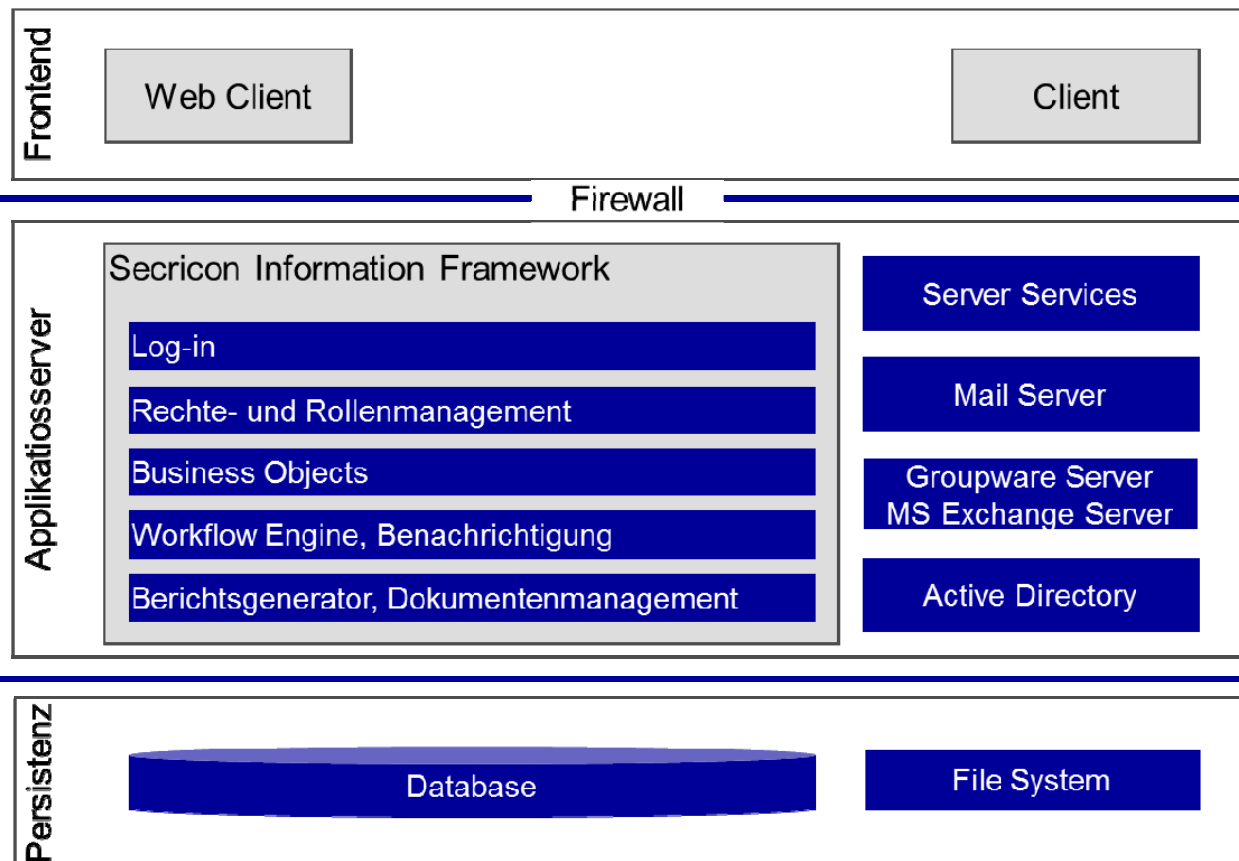 Frontend
Web Client
Client
Firewall
Applikatiosserver
Secricon Information Framework
Log-in
Rechte- und Rollenmanagement
Business Objects
Workflow Engine, Benachrichtigung
Berichtsgenerator, Dokumentenmanagement
Server Services
Mail Server
Groupware Server
MS Exchange Server
Active Directory
Persistenz
Database
File System